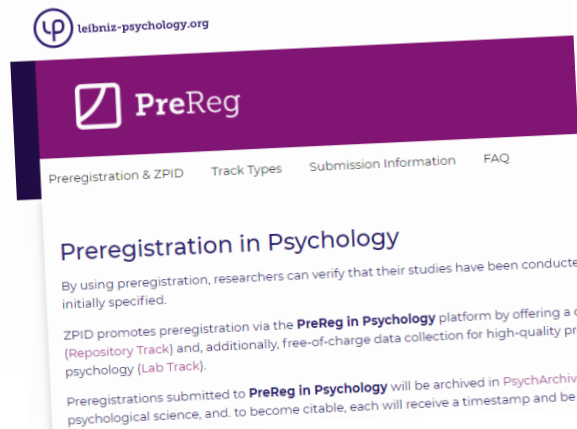 leibniz-psychology.org
PreReg
Preregistration & ZPID Track Types Submission Information FAQ
Preregistration in Psychology
By using preregistration, researchers can verify that their studies have been conducte
initially specified.
ZPID promotes preregistration via the PreReg in Psychology platform by offering a
(Repository Track) and, additionally, free-of-charge data collection for high-quality pr
psychology (Lab Track).
Preregistrations submitted to PreReg in Psychology will be archived in PsychArchiv
psychological science, and. to become citable, each will receive a timestamp and be